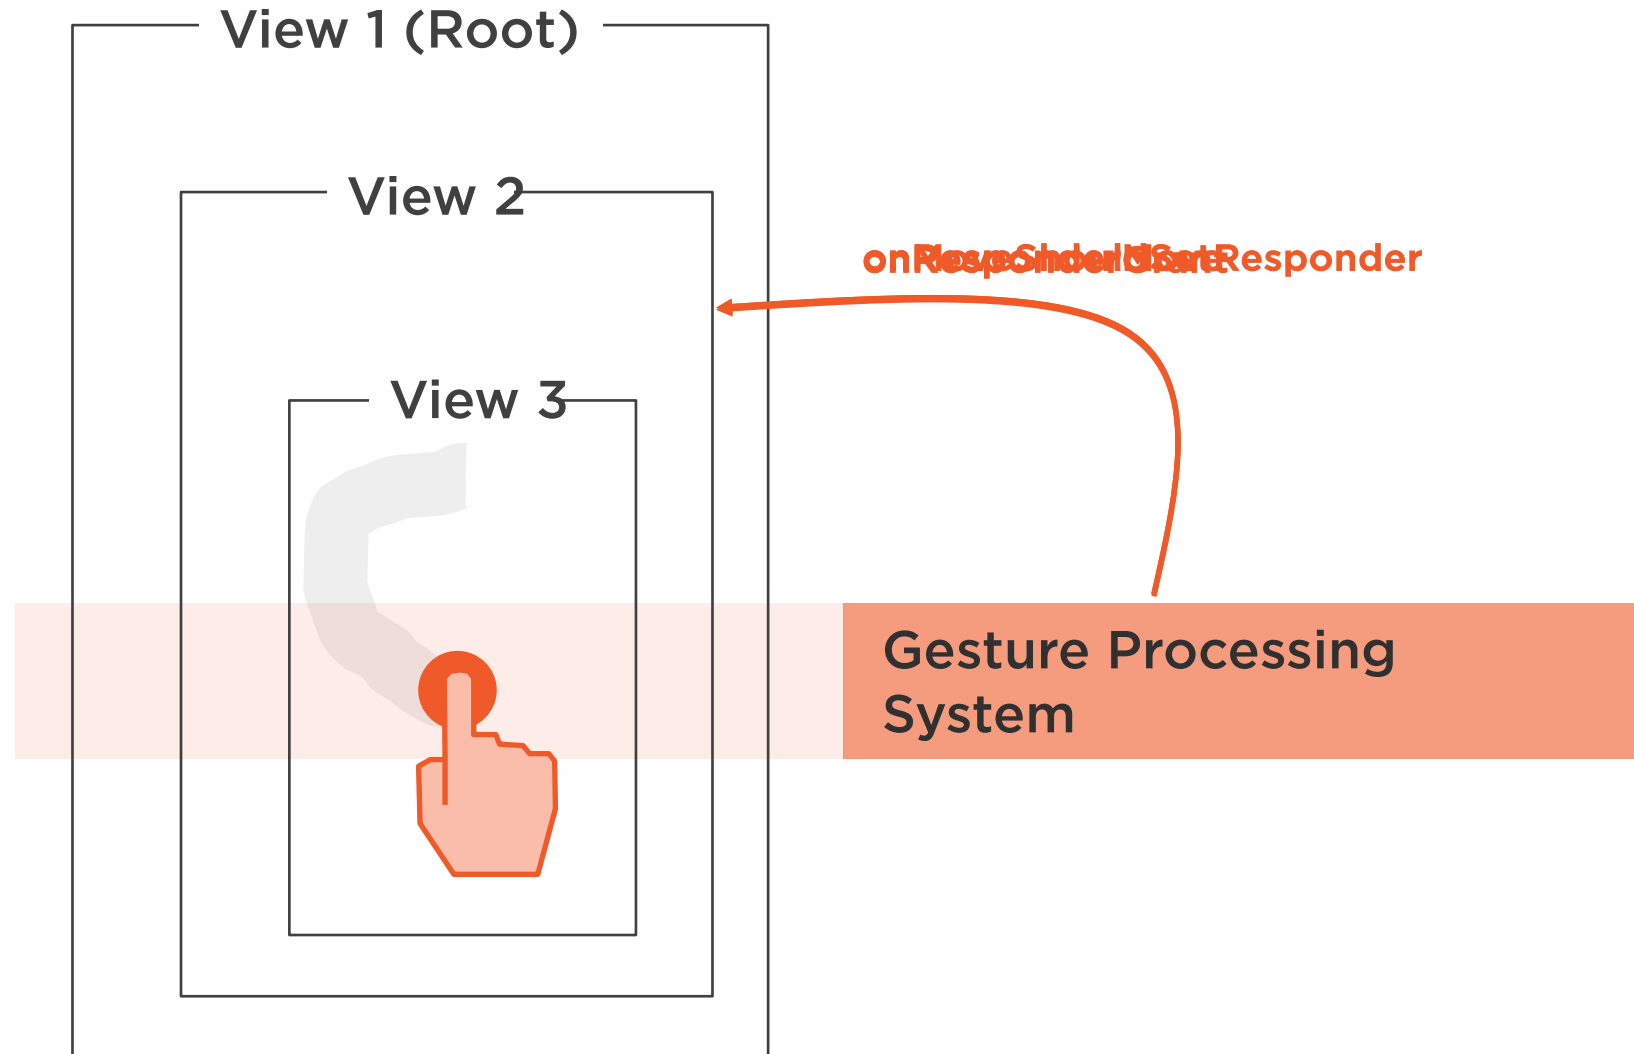 View 1 (Root)
View 2
View 3
Gesture Processing
System